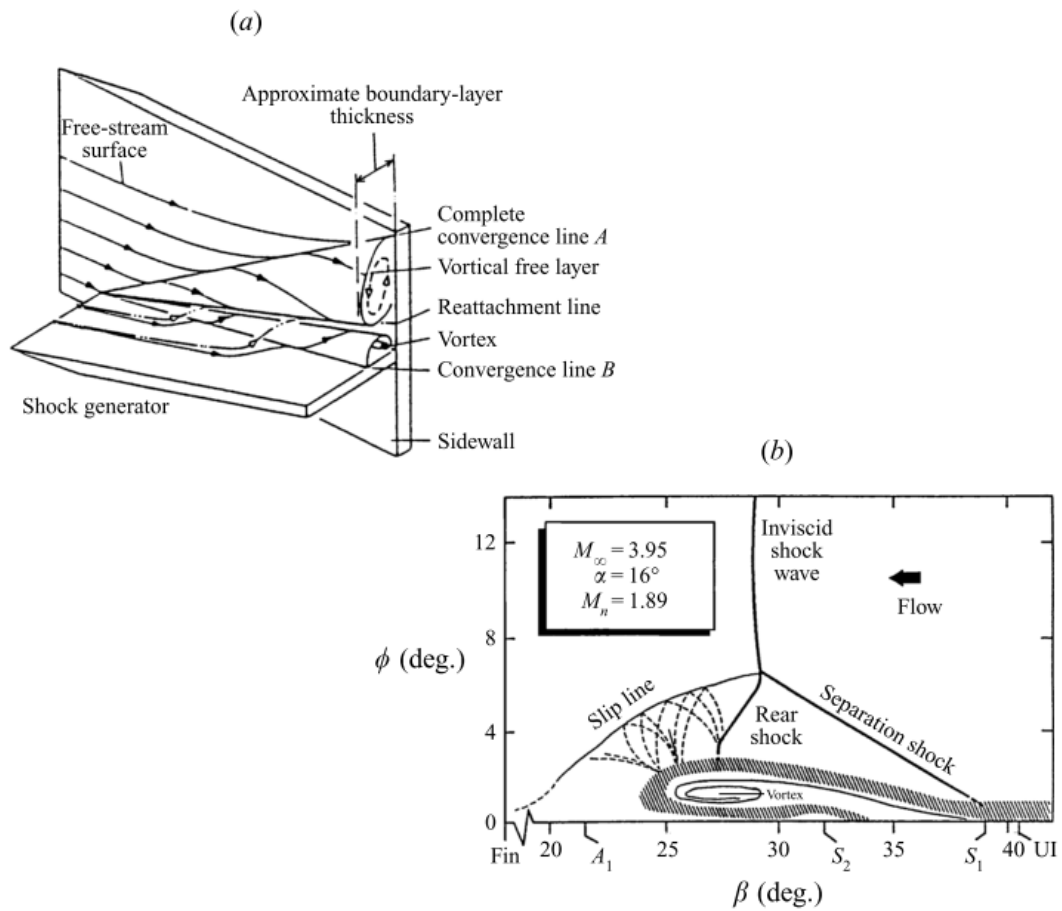 (a)
Approximate boundary-layer
thickness
Free-stream
surface
Complete
convergence line A
Vortical free layer
Reattachment line
Vortex
Convergence line B
Shock generator
Sidewall
(b)
M∞ = 3.95
α = 16°
Mn = 1.89
Inviscid
shock
wave
Flow
12
8
4
0
ϕ (deg.)
Slip line
Rear
shock
Separation shock
Vortex
Fin 20 A1 25 30 S2 35 S1 40 UI
β (deg.)